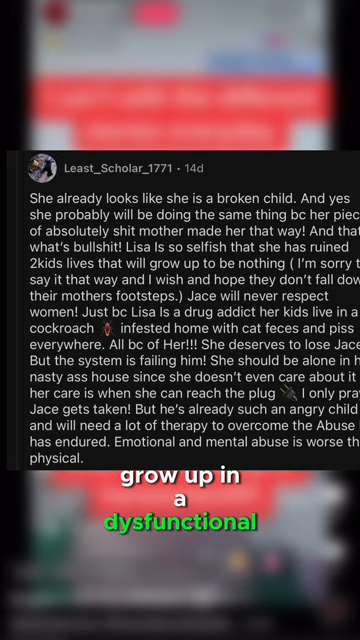 Least_Scholar_1771 • 14d
She already looks like she is a broken child. And yes
she probably will be doing the same thing bc her piec
of absolutely shit mother made her that way! And that
what's bullshit! Lisa Is so selfish that she has ruined
2kids lives that will grow up to be nothing ( I'm sorry t
say it that way and I wish and hope they don't fall dow
their mothers footsteps.) Jace will never respect
women! Just bc Lisa Is a drug addict her kids live in a
cockroach 🪳 infested home with cat feces and piss
everywhere. All bc of Her!!! She deserves to lose Jace
But the system is failing him! She should be alone in h
nasty ass house since she doesn't even care about it
her care is when she can reach the plug 🔌 I only pray
Jace gets taken! But he's already such an angry child
and will need a lot of therapy to overcome the Abuse
has endured. Emotional and mental abuse is worse th
physical.
grow up in
a
dysfunctional